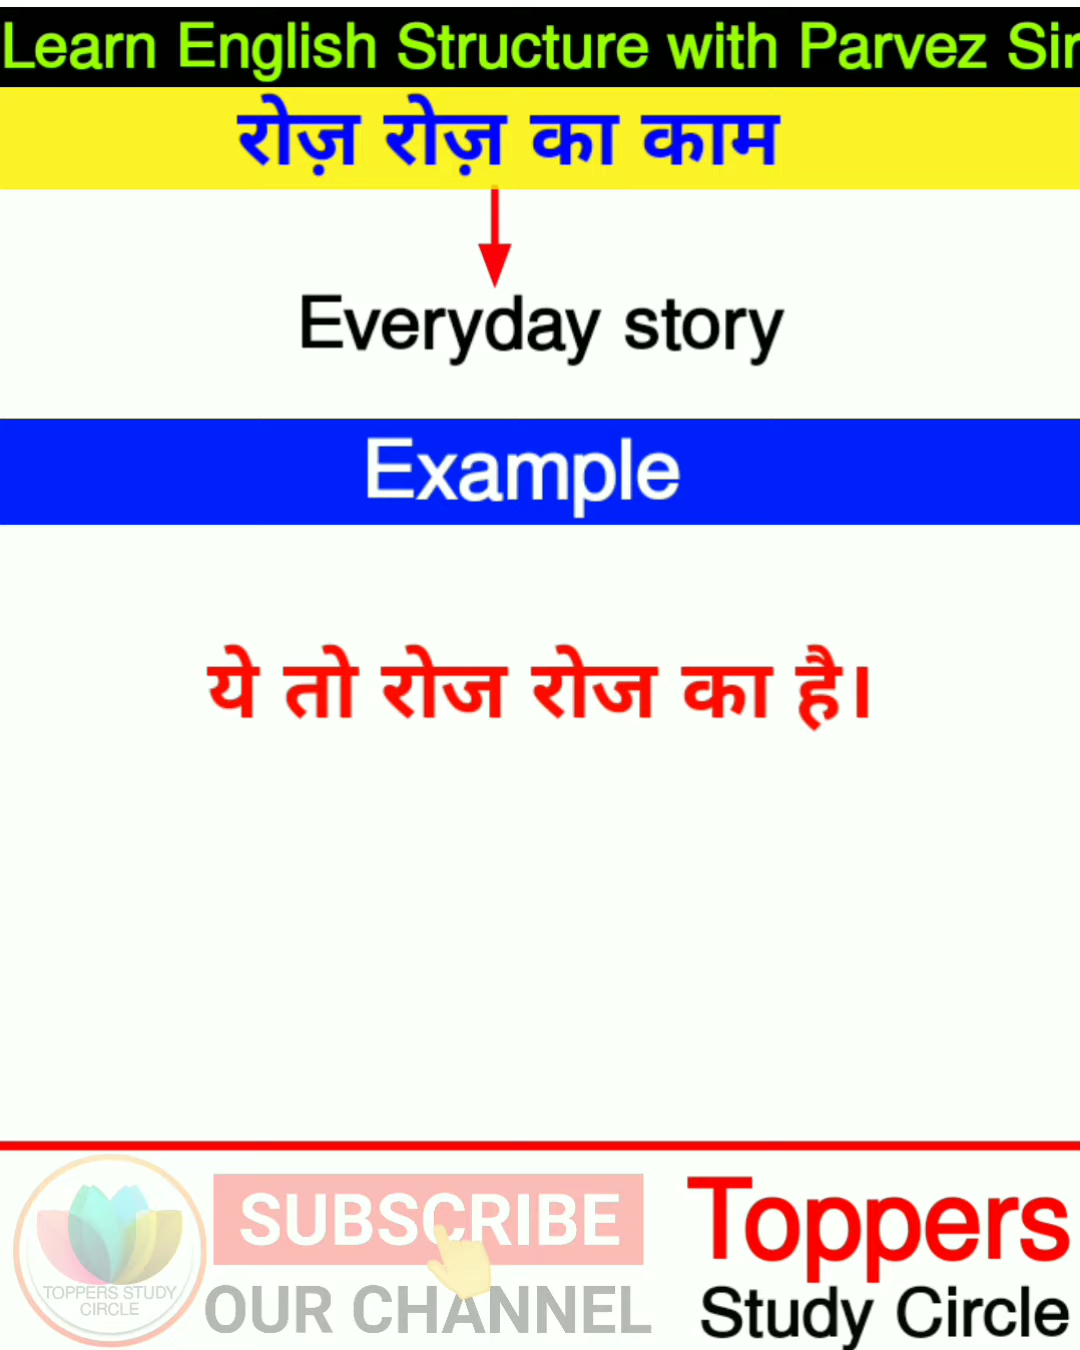 Learn English Structure with Parvez Sir
रोज़ रोज़ का काम
Everyday story
Example
ये तो रोज रोज का है।
SUBSCRIBE
OUR CHANNEL
TOPPERS STUDY
CIRCLE
Toppers
Study Circle